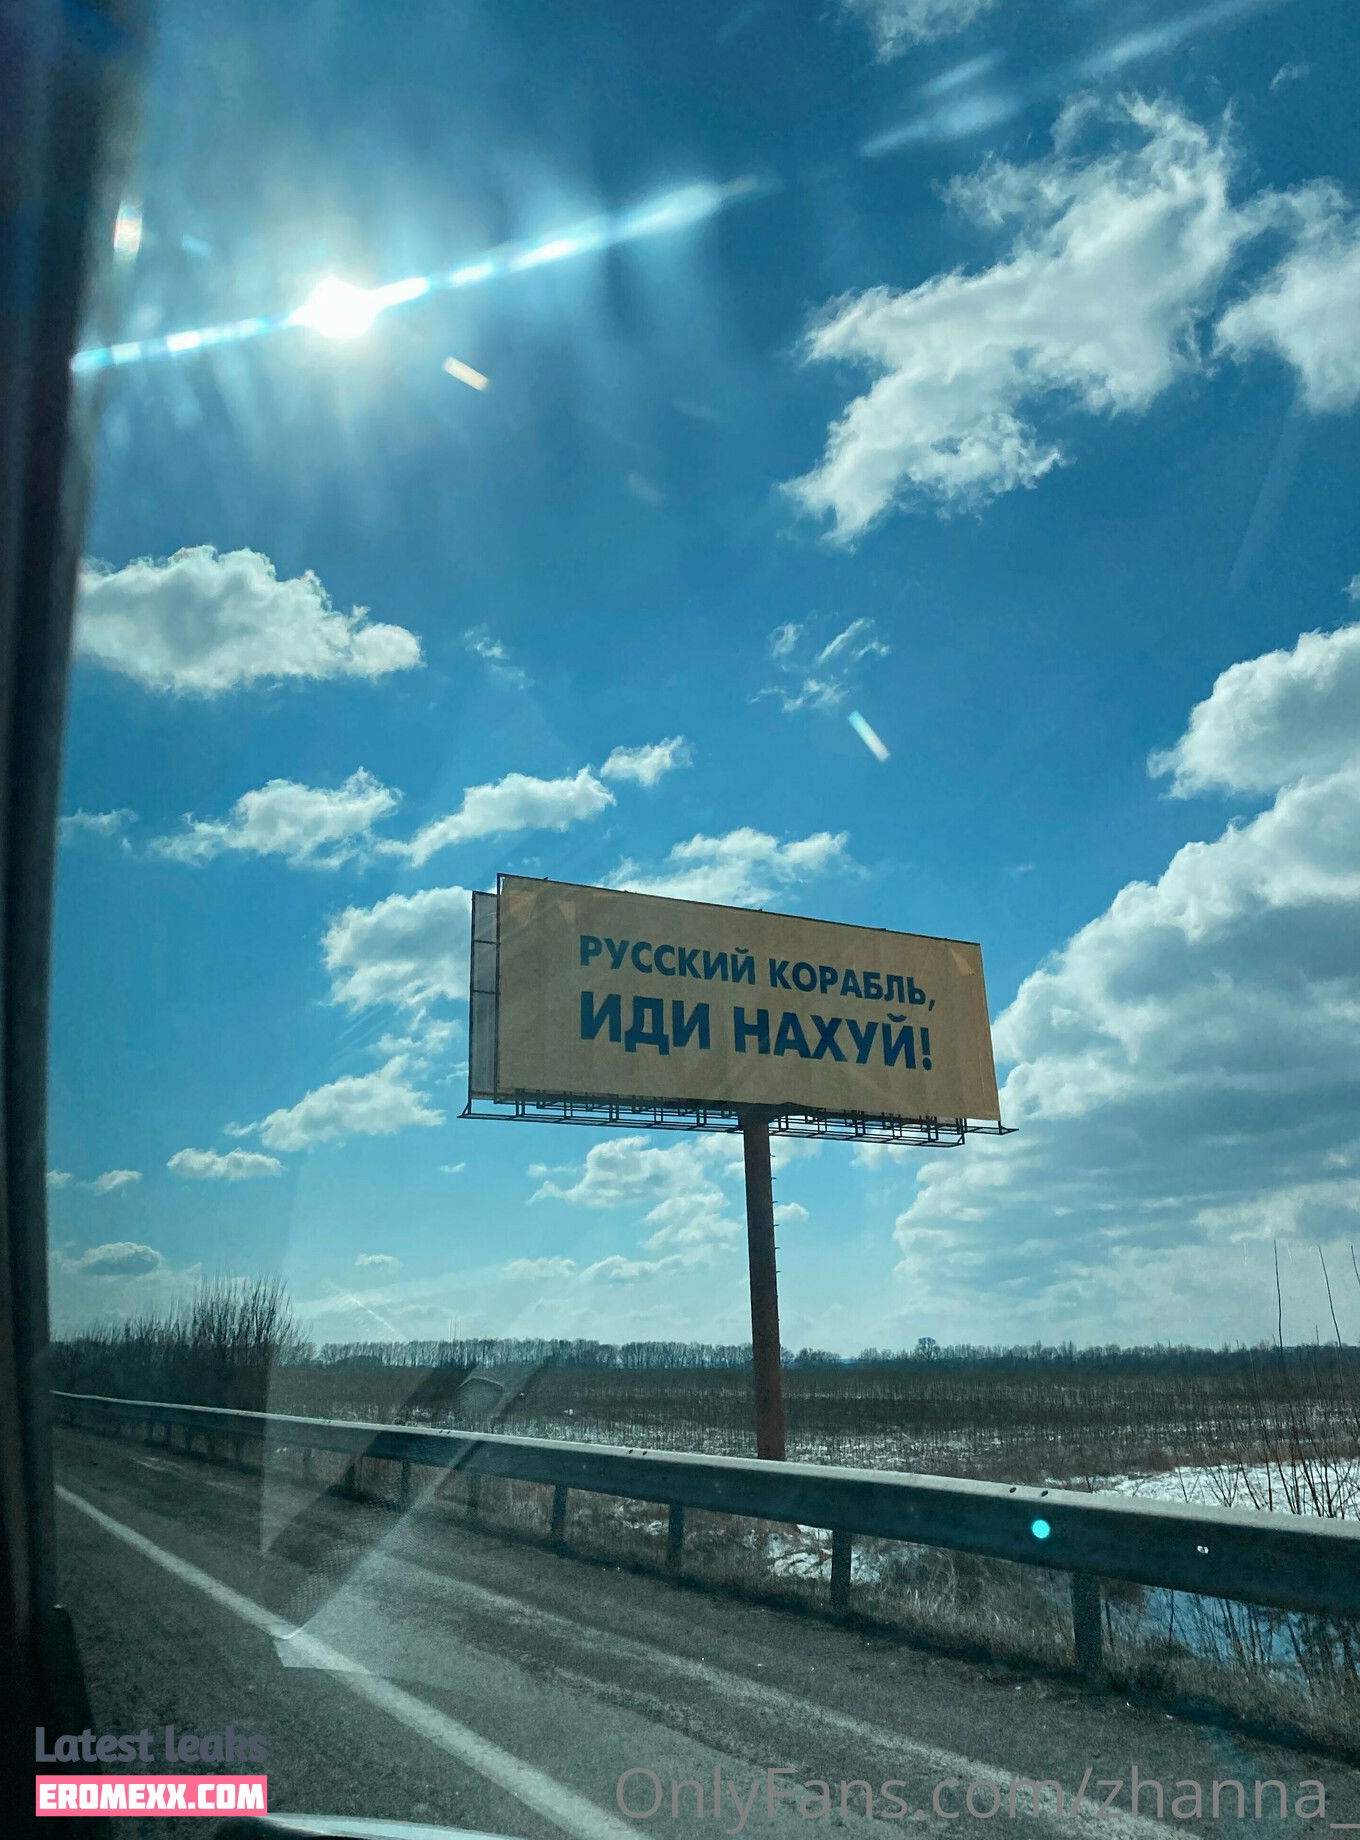 РУССКИЙ КОРАБЛЬ,
ИДИ НАХУЙ!
Latest leaks
EROMEXX.COM
OnlyFans.com/zhanna_